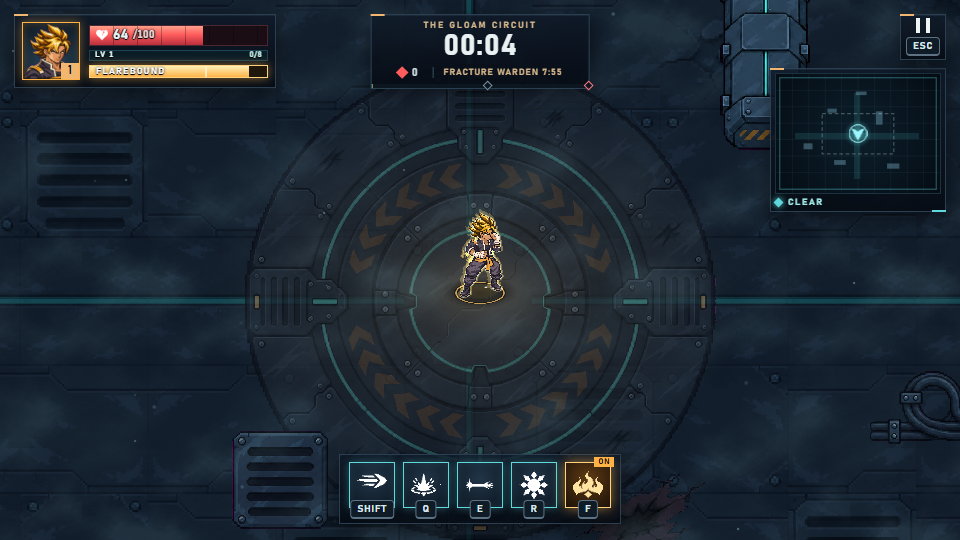 64 /100
1
LV 1
0/8
FLAREBOUND
THE GLOAM CIRCUIT
00:04
0
FRACTURE WARDEN 7:55
ESC
CLEAR
ON
SHIFT
Q
E
R
F